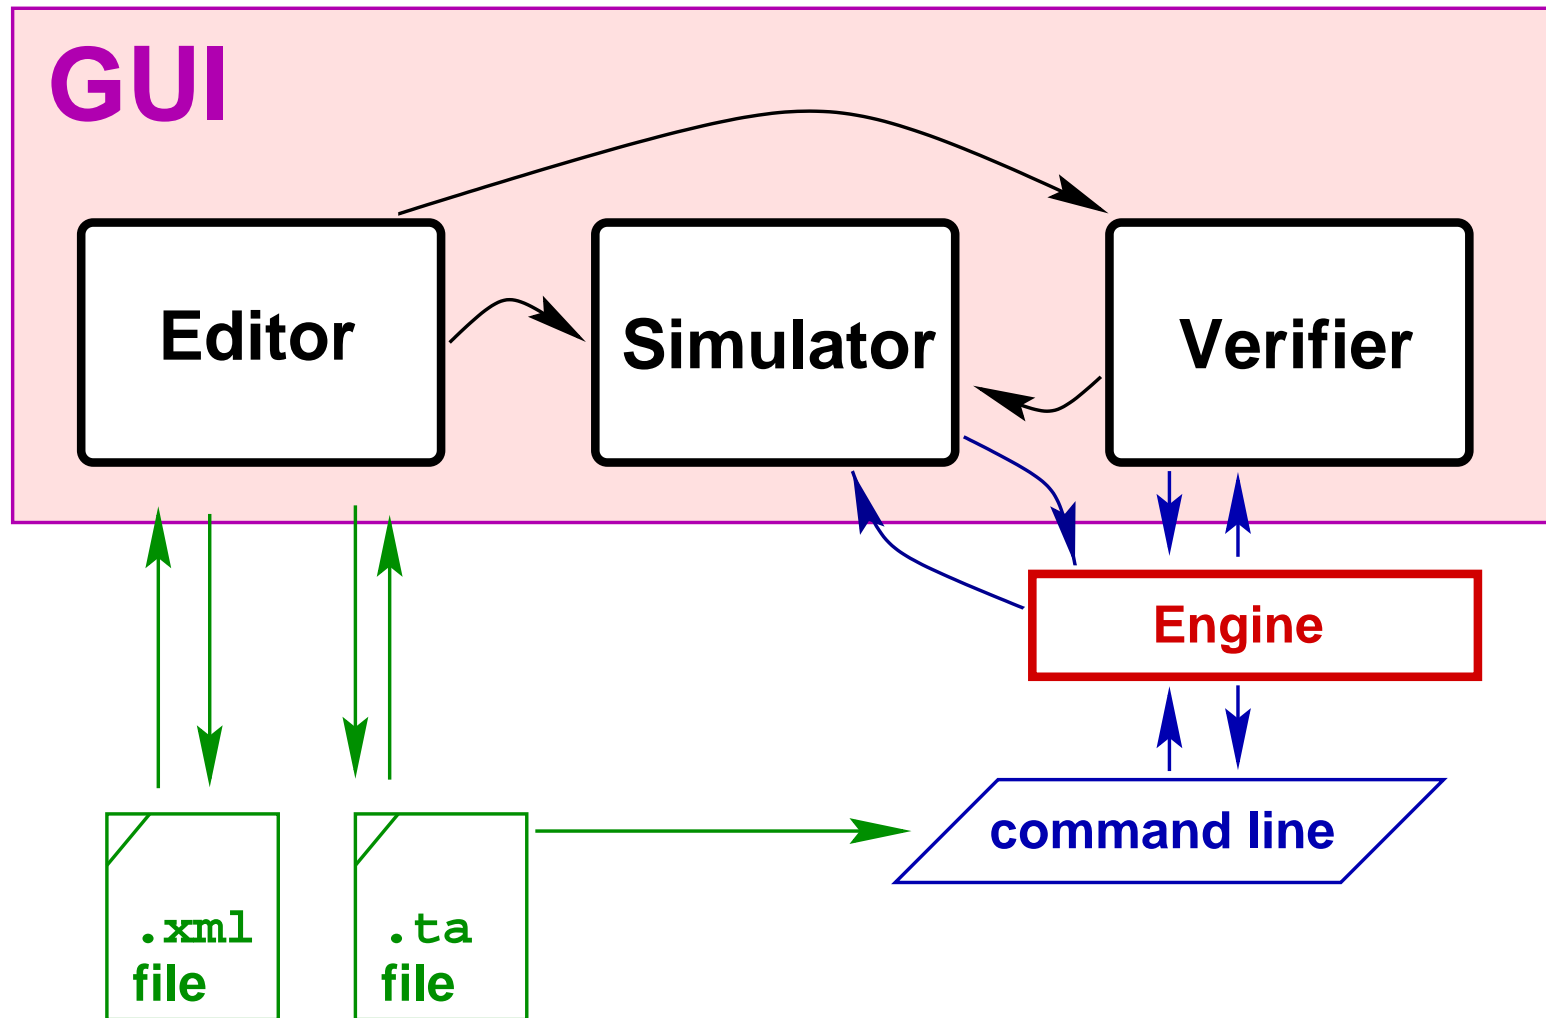 GUI
Editor
Simulator
Verifier
Engine
command line
.xml
file
.ta
file